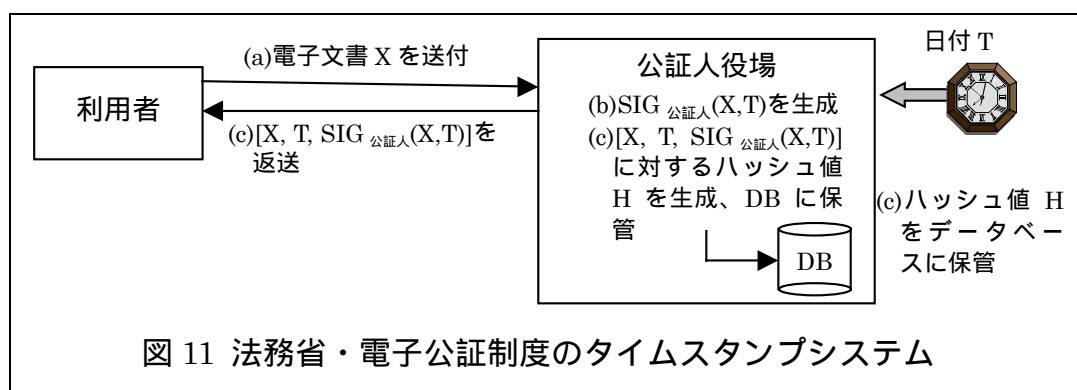 (a)電子文書 X を送付
利用者
(c)[X, T, SIG 公証人(X,T)]を
返送
公証人役場
(b)SIG 公証人(X,T)を生成
(c)[X, T, SIG 公証人(X,T)]
に対するハッシュ値
H を生成、DB に保
管
DB
日付 T
(c)ハッシュ値 H
をデータベー
スに保管
図 11 法務省・電子公証制度のタイムスタンプシステム